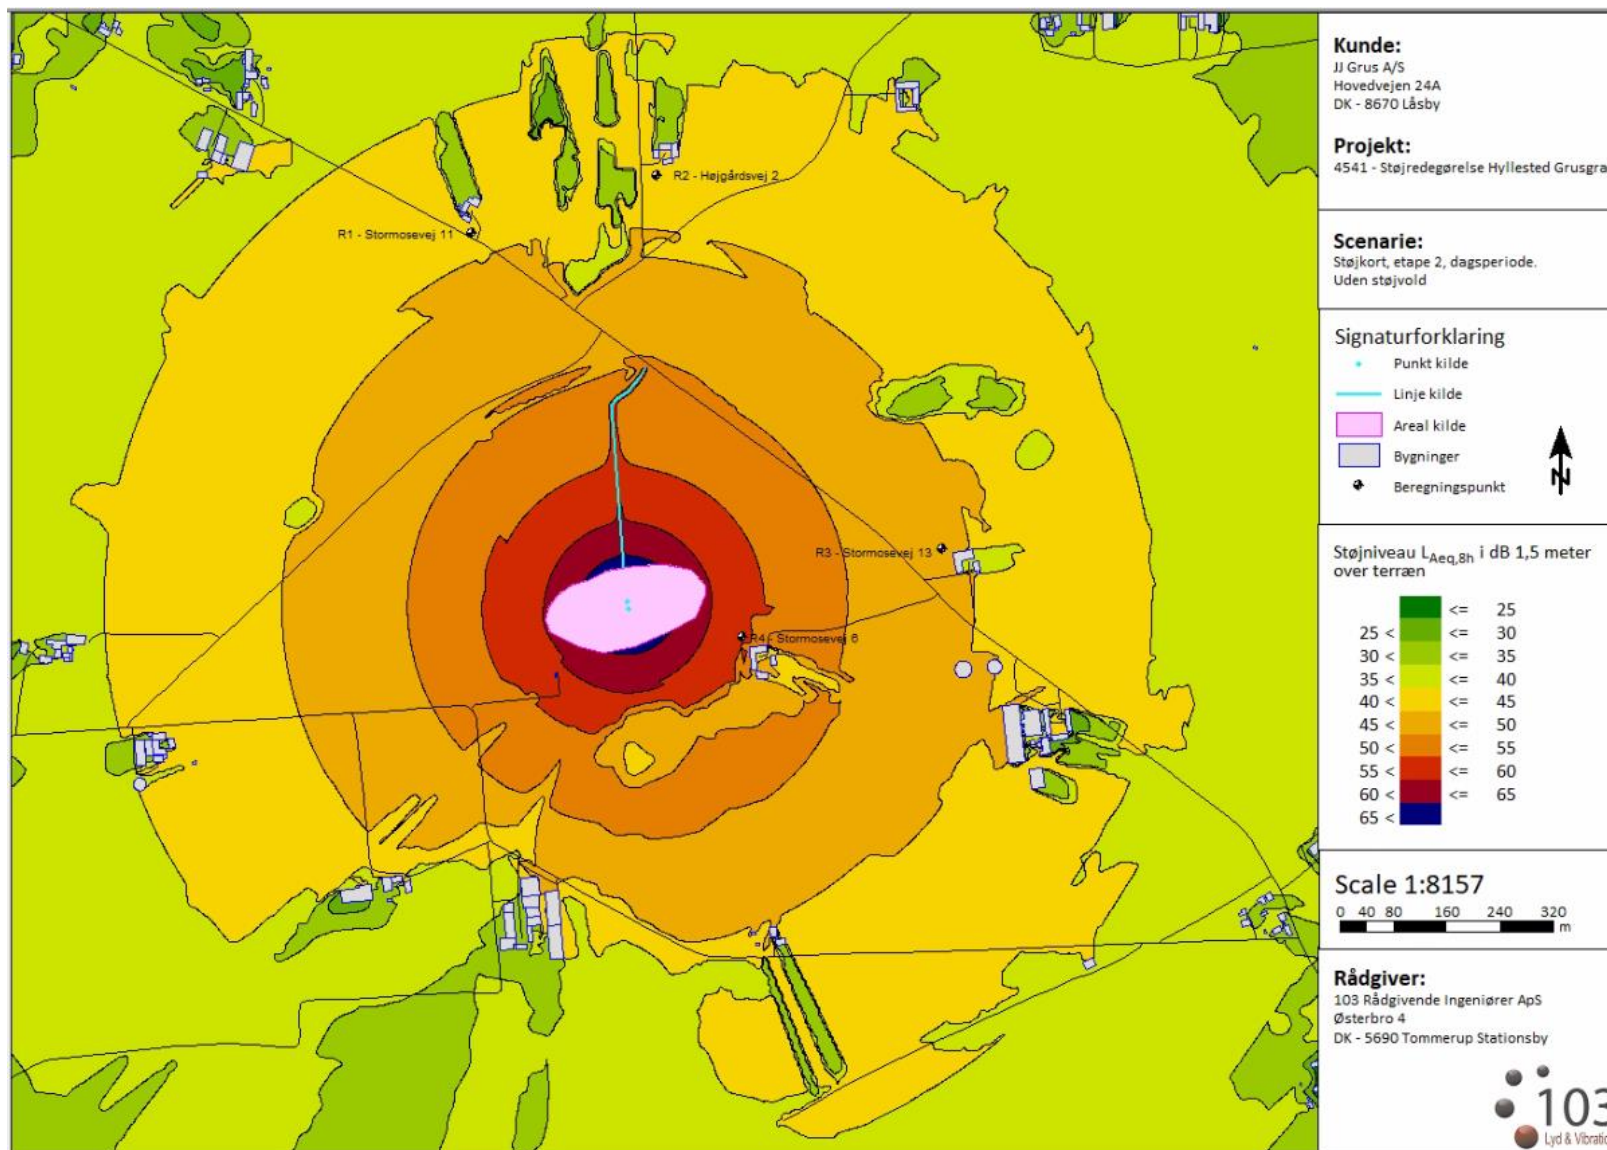 R2 - Højgårdsvej 2
R1 - Stormosevej 11
R3 - Stormosevej 13
R4 - Stormosevej 6
Kunde:
JJ Grus A/S
Hovedvejen 24A
DK - 8670 Låsby
Projekt:
4541 - Støjredegørelse Hyllested Grusgra
Scenarie:
Støjkort, etape 2, dagsperiode.
Uden støjvold
Signaturforklaring
Punkt kilde
Linje kilde
Areal kilde
Bygninger
Beregningspunkt
N
Støjniveau LAeq,8h i dB 1,5 meter
over terræn
<= 25
25 < <= 30
30 < <= 35
35 < <= 40
40 < <= 45
45 < <= 50
50 < <= 55
55 < <= 60
60 < <= 65
65 <
Scale 1:8157
0 40 80 160 240 320
m
Rådgiver:
103 Rådgivende Ingeniører ApS
Østerbro 4
DK - 5690 Tommerup Stationsby
103
Lyd & Vibratio